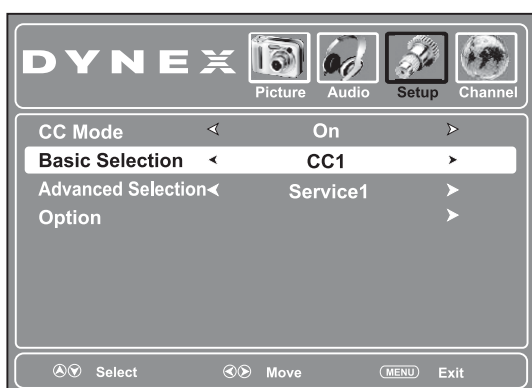 DYNEX
Picture Audio Setup Channel
CC Mode On
Basic Selection CC1
Advanced Selection Service1
Option
Select Move MENU Exit